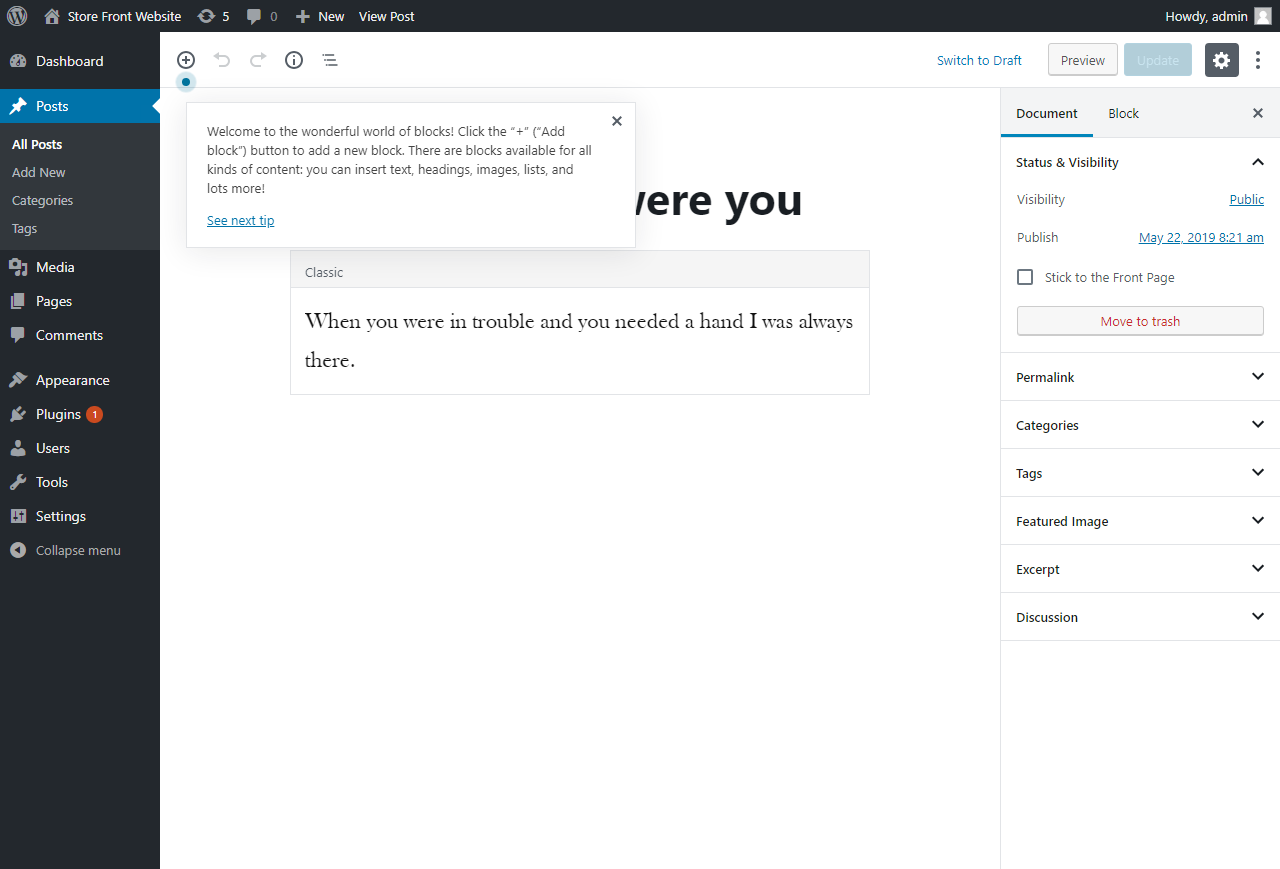 Store Front Website 5 0 New View Post Howdy, admin
Dashboard
Posts
All Posts
Add New
Categories
Tags
Media
Pages
Comments
Appearance
Plugins 1
Users
Tools
Settings
Collapse menu
Switch to Draft Preview Update
Welcome to the wonderful world of blocks! Click the “+” (“Add
block”) button to add a new block. There are blocks available for all
kinds of content: you can insert text, headings, images, lists, and
lots more!
See next tip
were you
Classic
When you were in trouble and you needed a hand I was always
there.
Document Block
Status & Visibility
Visibility Public
Publish May 22, 2019 8:21 am
Stick to the Front Page
Move to trash
Permalink
Categories
Tags
Featured Image
Excerpt
Discussion